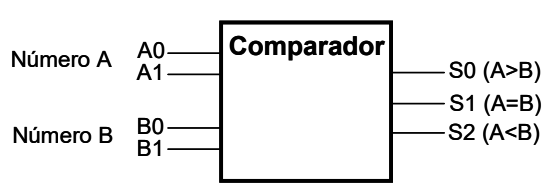 Comparador
Número A
A0
A1
Número B
B0
B1
S0 (A>B)
S1 (A=B)
S2 (A<B)